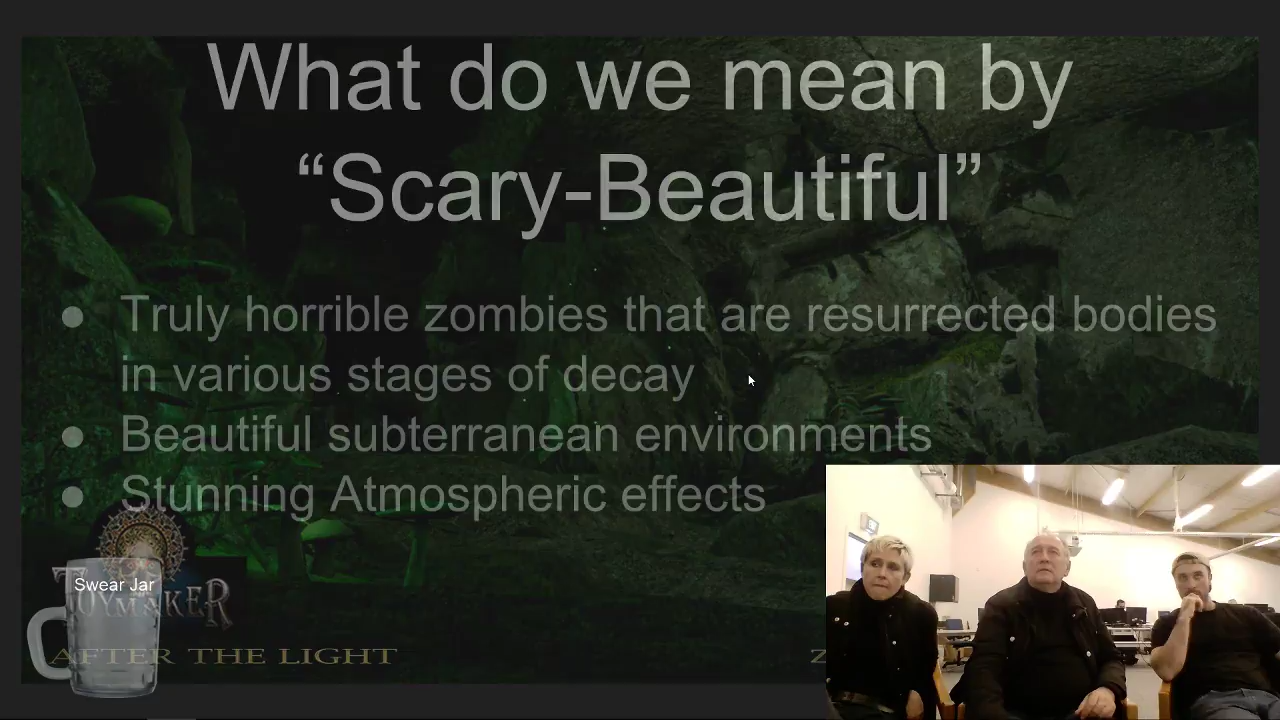 What do we mean by
“Scary-Beautiful”
● Truly horrible zombies that are resurrected bodies
in various stages of decay
● Beautiful subterranean environments
● Stunning Atmospheric effects
Swear Jar
TOYMAKER
AFTER THE LIGHT
Z